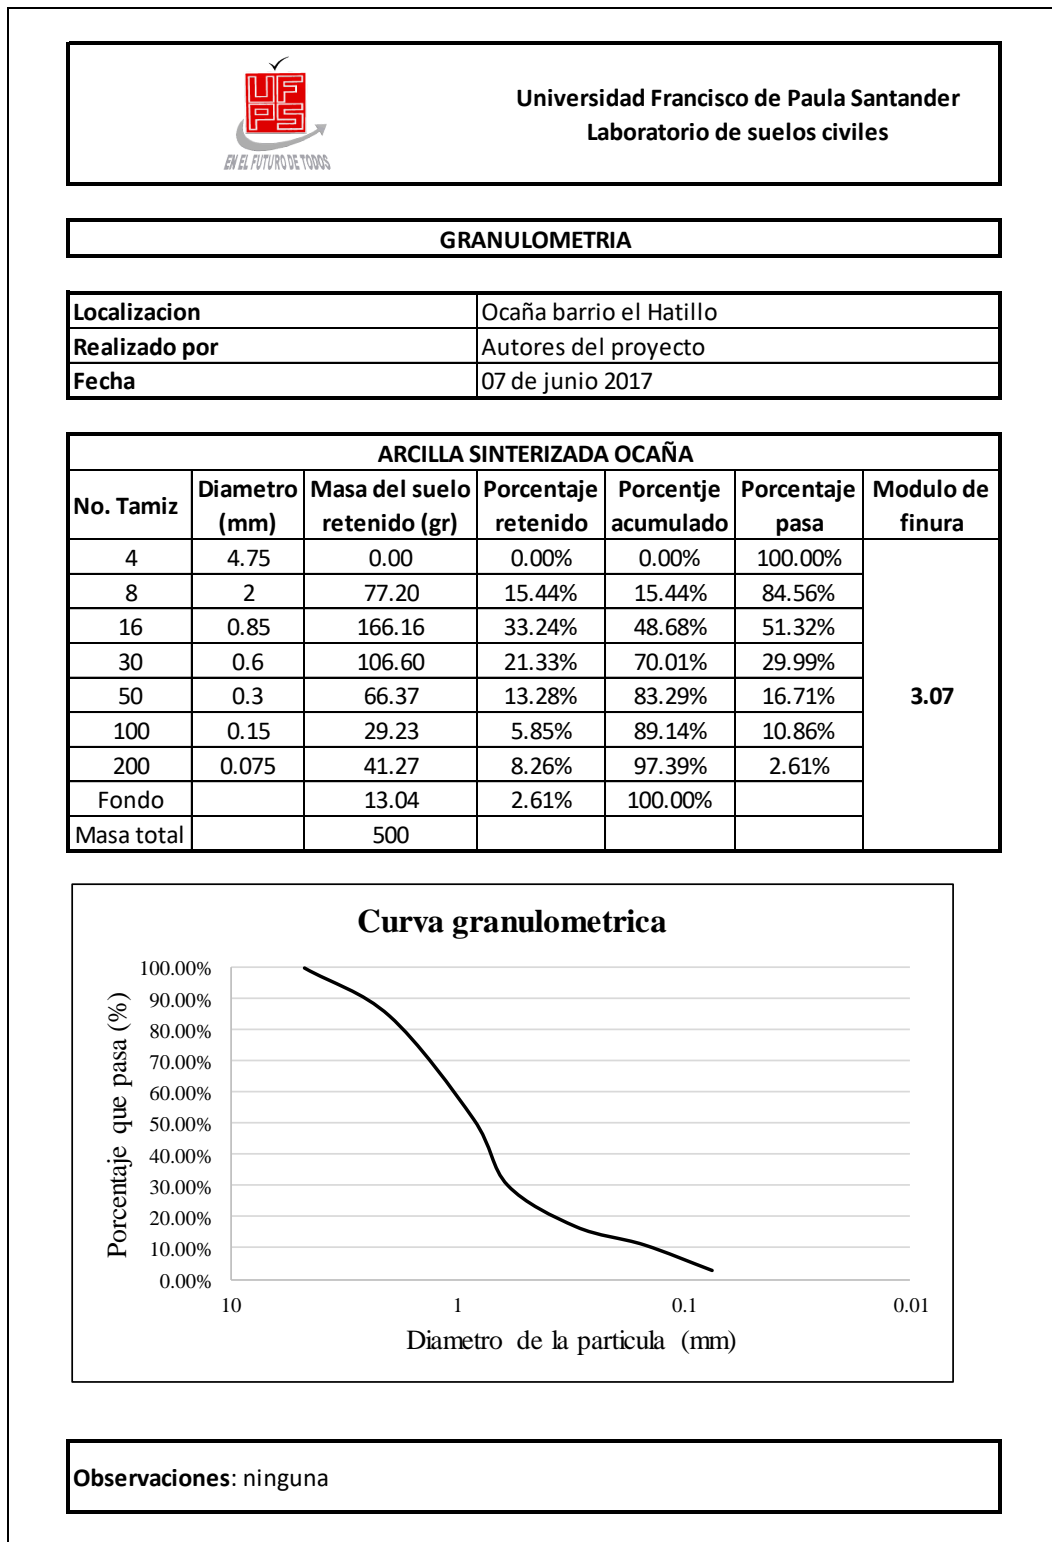 UFPS
EN EL FUTURO DE TODOS
Universidad Francisco de Paula Santander
Laboratorio de suelos civiles
GRANULOMETRIA
Localizacion Ocaña barrio el Hatillo
Realizado por Autores del proyecto
Fecha 07 de junio 2017
ARCILLA SINTERIZADA OCAÑA
No. Tamiz Diametro (mm) Masa del suelo retenido (gr) Porcentaje retenido Porcentje acumulado Porcentaje pasa Modulo de finura
4 4.75 0.00 0.00% 0.00% 100.00%
8 2 77.20 15.44% 15.44% 84.56%
16 0.85 166.16 33.24% 48.68% 51.32%
30 0.6 106.60 21.33% 70.01% 29.99%
50 0.3 66.37 13.28% 83.29% 16.71% 3.07
100 0.15 29.23 5.85% 89.14% 10.86%
200 0.075 41.27 8.26% 97.39% 2.61%
Fondo 13.04 2.61% 100.00%
Masa total 500
Curva granulometrica
Porcentaje que pasa (%)
100.00%
90.00%
80.00%
70.00%
60.00%
50.00%
40.00%
30.00%
20.00%
10.00%
0.00%
10 1 0.1 0.01
Diametro de la particula (mm)
Observaciones: ninguna